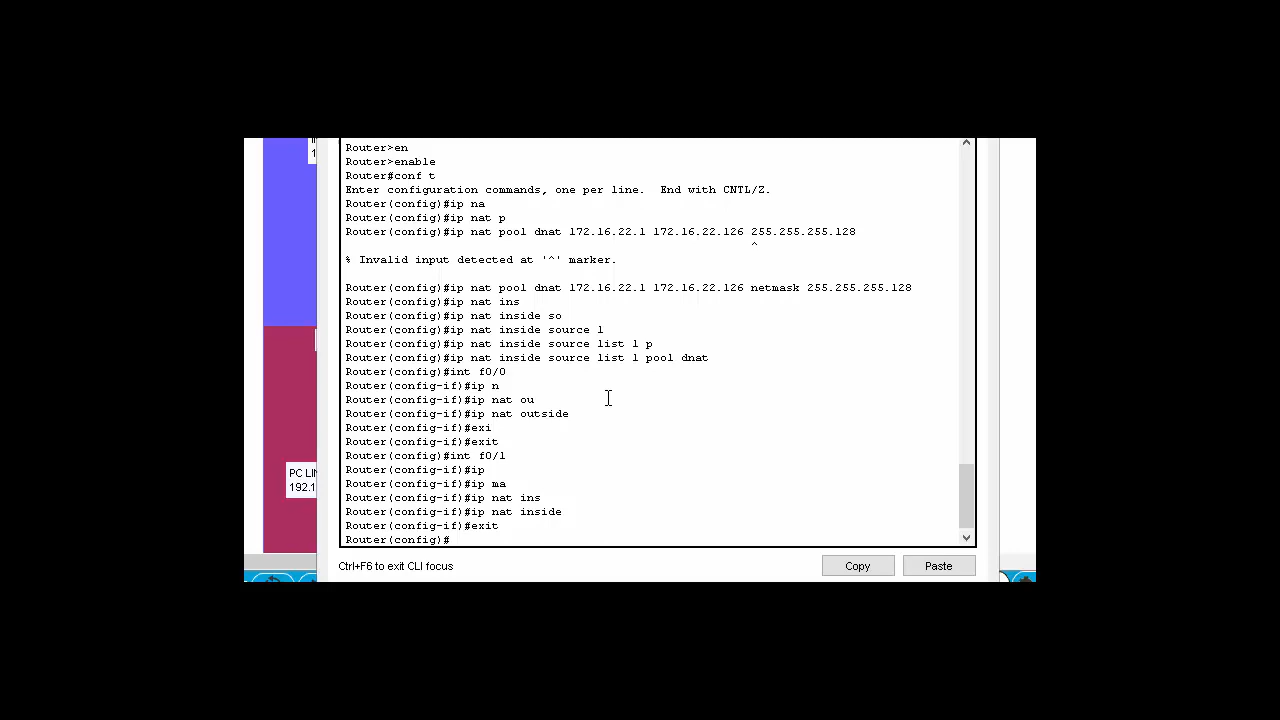 Router>en
Router>enable
Router#conf t
Enter configuration commands, one per line.  End with CNTL/Z.
Router(config)#ip na
Router(config)#ip nat p
Router(config)#ip nat pool dnat 172.16.22.1 172.16.22.126 255.255.255.128
^
% Invalid input detected at '^' marker.
Router(config)#ip nat pool dnat 172.16.22.1 172.16.22.126 netmask 255.255.255.128
Router(config)#ip nat ins
Router(config)#ip nat inside so
Router(config)#ip nat inside source l
Router(config)#ip nat inside source list 1 p
Router(config)#ip nat inside source list 1 pool dnat
Router(config)#int f0/0
Router(config-if)#ip n
Router(config-if)#ip nat ou
Router(config-if)#ip nat outside
Router(config-if)#exi
Router(config-if)#exit
Router(config)#int f0/1
Router(config-if)#ip
Router(config-if)#ip ma
Router(config-if)#ip nat ins
Router(config-if)#ip nat inside
Router(config-if)#exit
Router(config)#
PC LIN
192.1
Ctrl+F6 to exit CLI focus
Copy
Paste